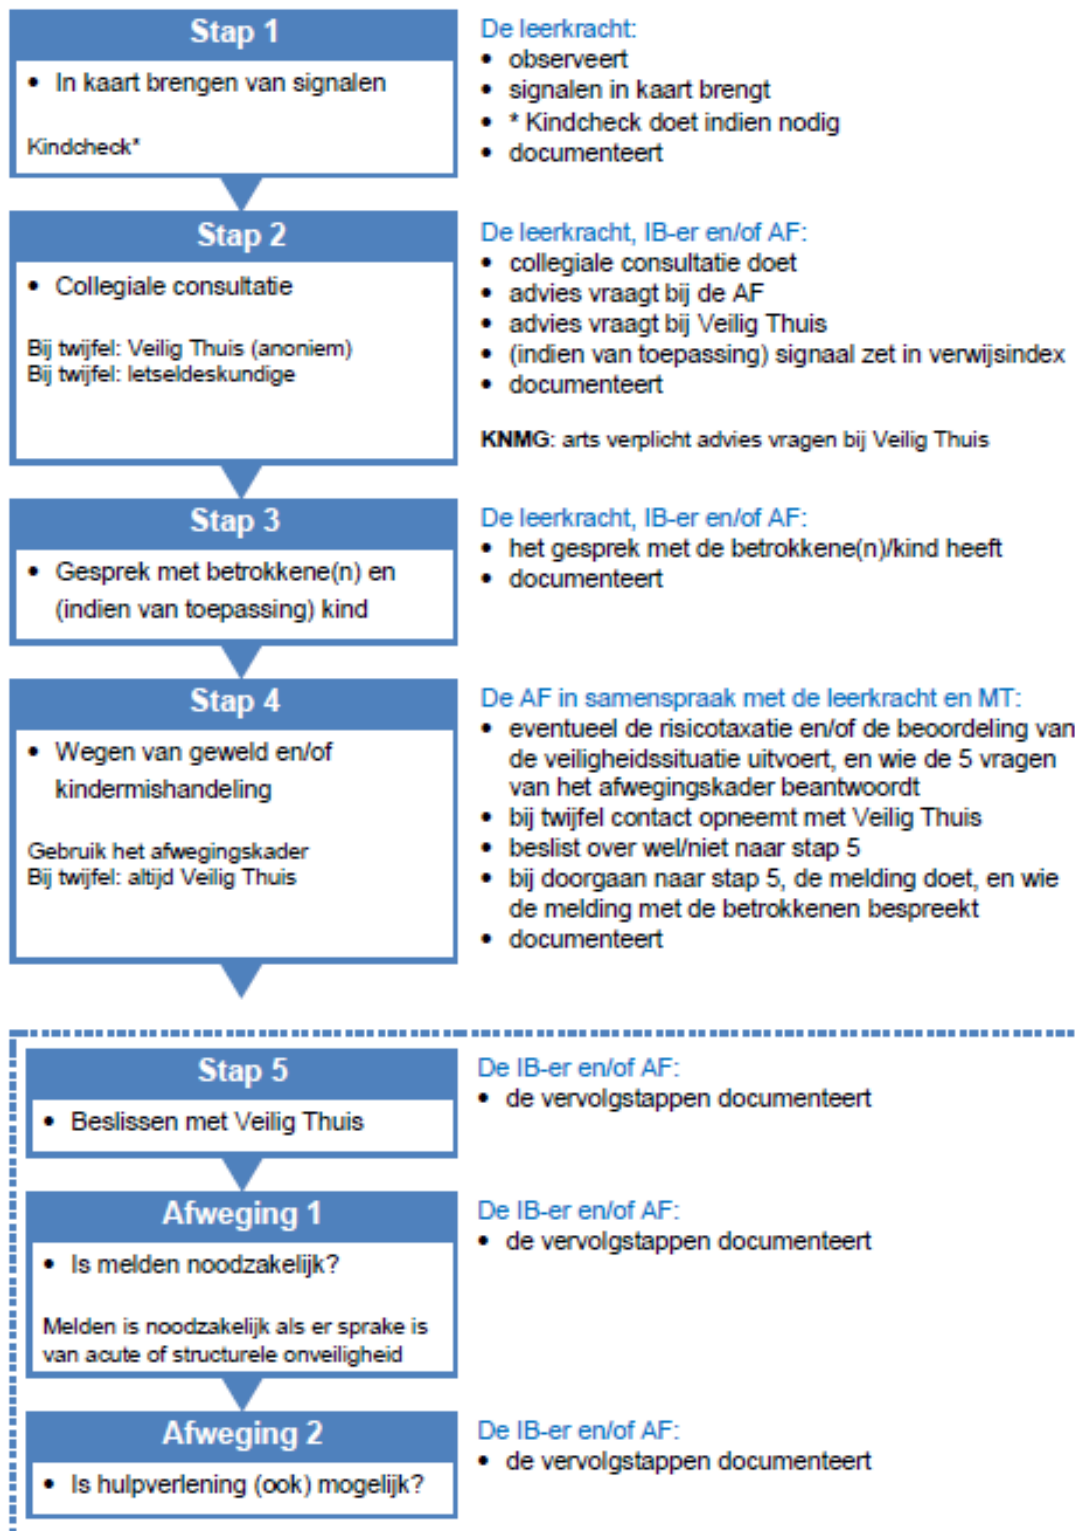 Stap 1
• In kaart brengen van signalen
Kindcheck*
De leerkracht:
• observeert
• signalen in kaart brengt
• * Kindcheck doet indien nodig
• documenteert
Stap 2
• Collegiale consultatie
Bij twijfel: Veilig Thuis (anoniem)
Bij twijfel: letseldeskundige
De leerkracht, IB-er en/of AF:
• collegiale consultatie doet
• advies vraagt bij de AF
• advies vraagt bij Veilig Thuis
• (indien van toepassing) signaal zet in verwijsindex
• documenteert
KNMG: arts verplicht advies vragen bij Veilig Thuis
Stap 3
• Gesprek met betrokkene(n) en
(indien van toepassing) kind
De leerkracht, IB-er en/of AF:
• het gesprek met de betrokkene(n)/kind heeft
• documenteert
Stap 4
• Wegen van geweld en/of
kindermishandeling
Gebruik het afwegingskader
Bij twijfel: altijd Veilig Thuis
De AF in samenspraak met de leerkracht en MT:
• eventueel de risicotaxatie en/of de beoordeling van
de veiligheidssituatie uitvoert, en wie de 5 vragen
van het afwegingskader beantwoordt
• bij twijfel contact opneemt met Veilig Thuis
• beslist over wel/niet naar stap 5
• bij doorgaan naar stap 5, de melding doet, en wie
de melding met de betrokkenen bespreekt
• documenteert
Stap 5
• Beslissen met Veilig Thuis
De IB-er en/of AF:
• de vervolgstappen documenteert
Afweging 1
• Is melden noodzakelijk?
Melden is noodzakelijk als er sprake is
van acute of structurele onveiligheid
De IB-er en/of AF:
• de vervolgstappen documenteert
Afweging 2
• Is hulpverlening (ook) mogelijk?
De IB-er en/of AF:
• de vervolgstappen documenteert